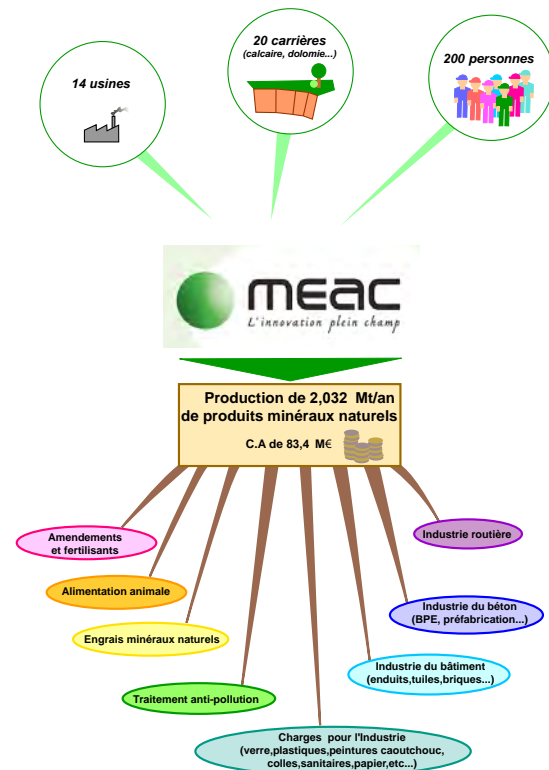 14 usines
20 carrières
(calcaire, dolomie...)
200 personnes
meac
L'innovation plein champ
Production de 2,032 Mt/an
de produits minéraux naturels
C.A de 83,4 M€
Amendements
et fertilisants
Alimentation animale
Engrais minéraux naturels
Traitement anti-pollution
Charges pour l'Industrie
(verre,plastiques,peintures caoutchouc,
colles,sanitaires,papier,etc...)
Industrie du bâtiment
(enduits,tuiles,briques...)
Industrie du béton
(BPE, préfabrication...)
Industrie routière